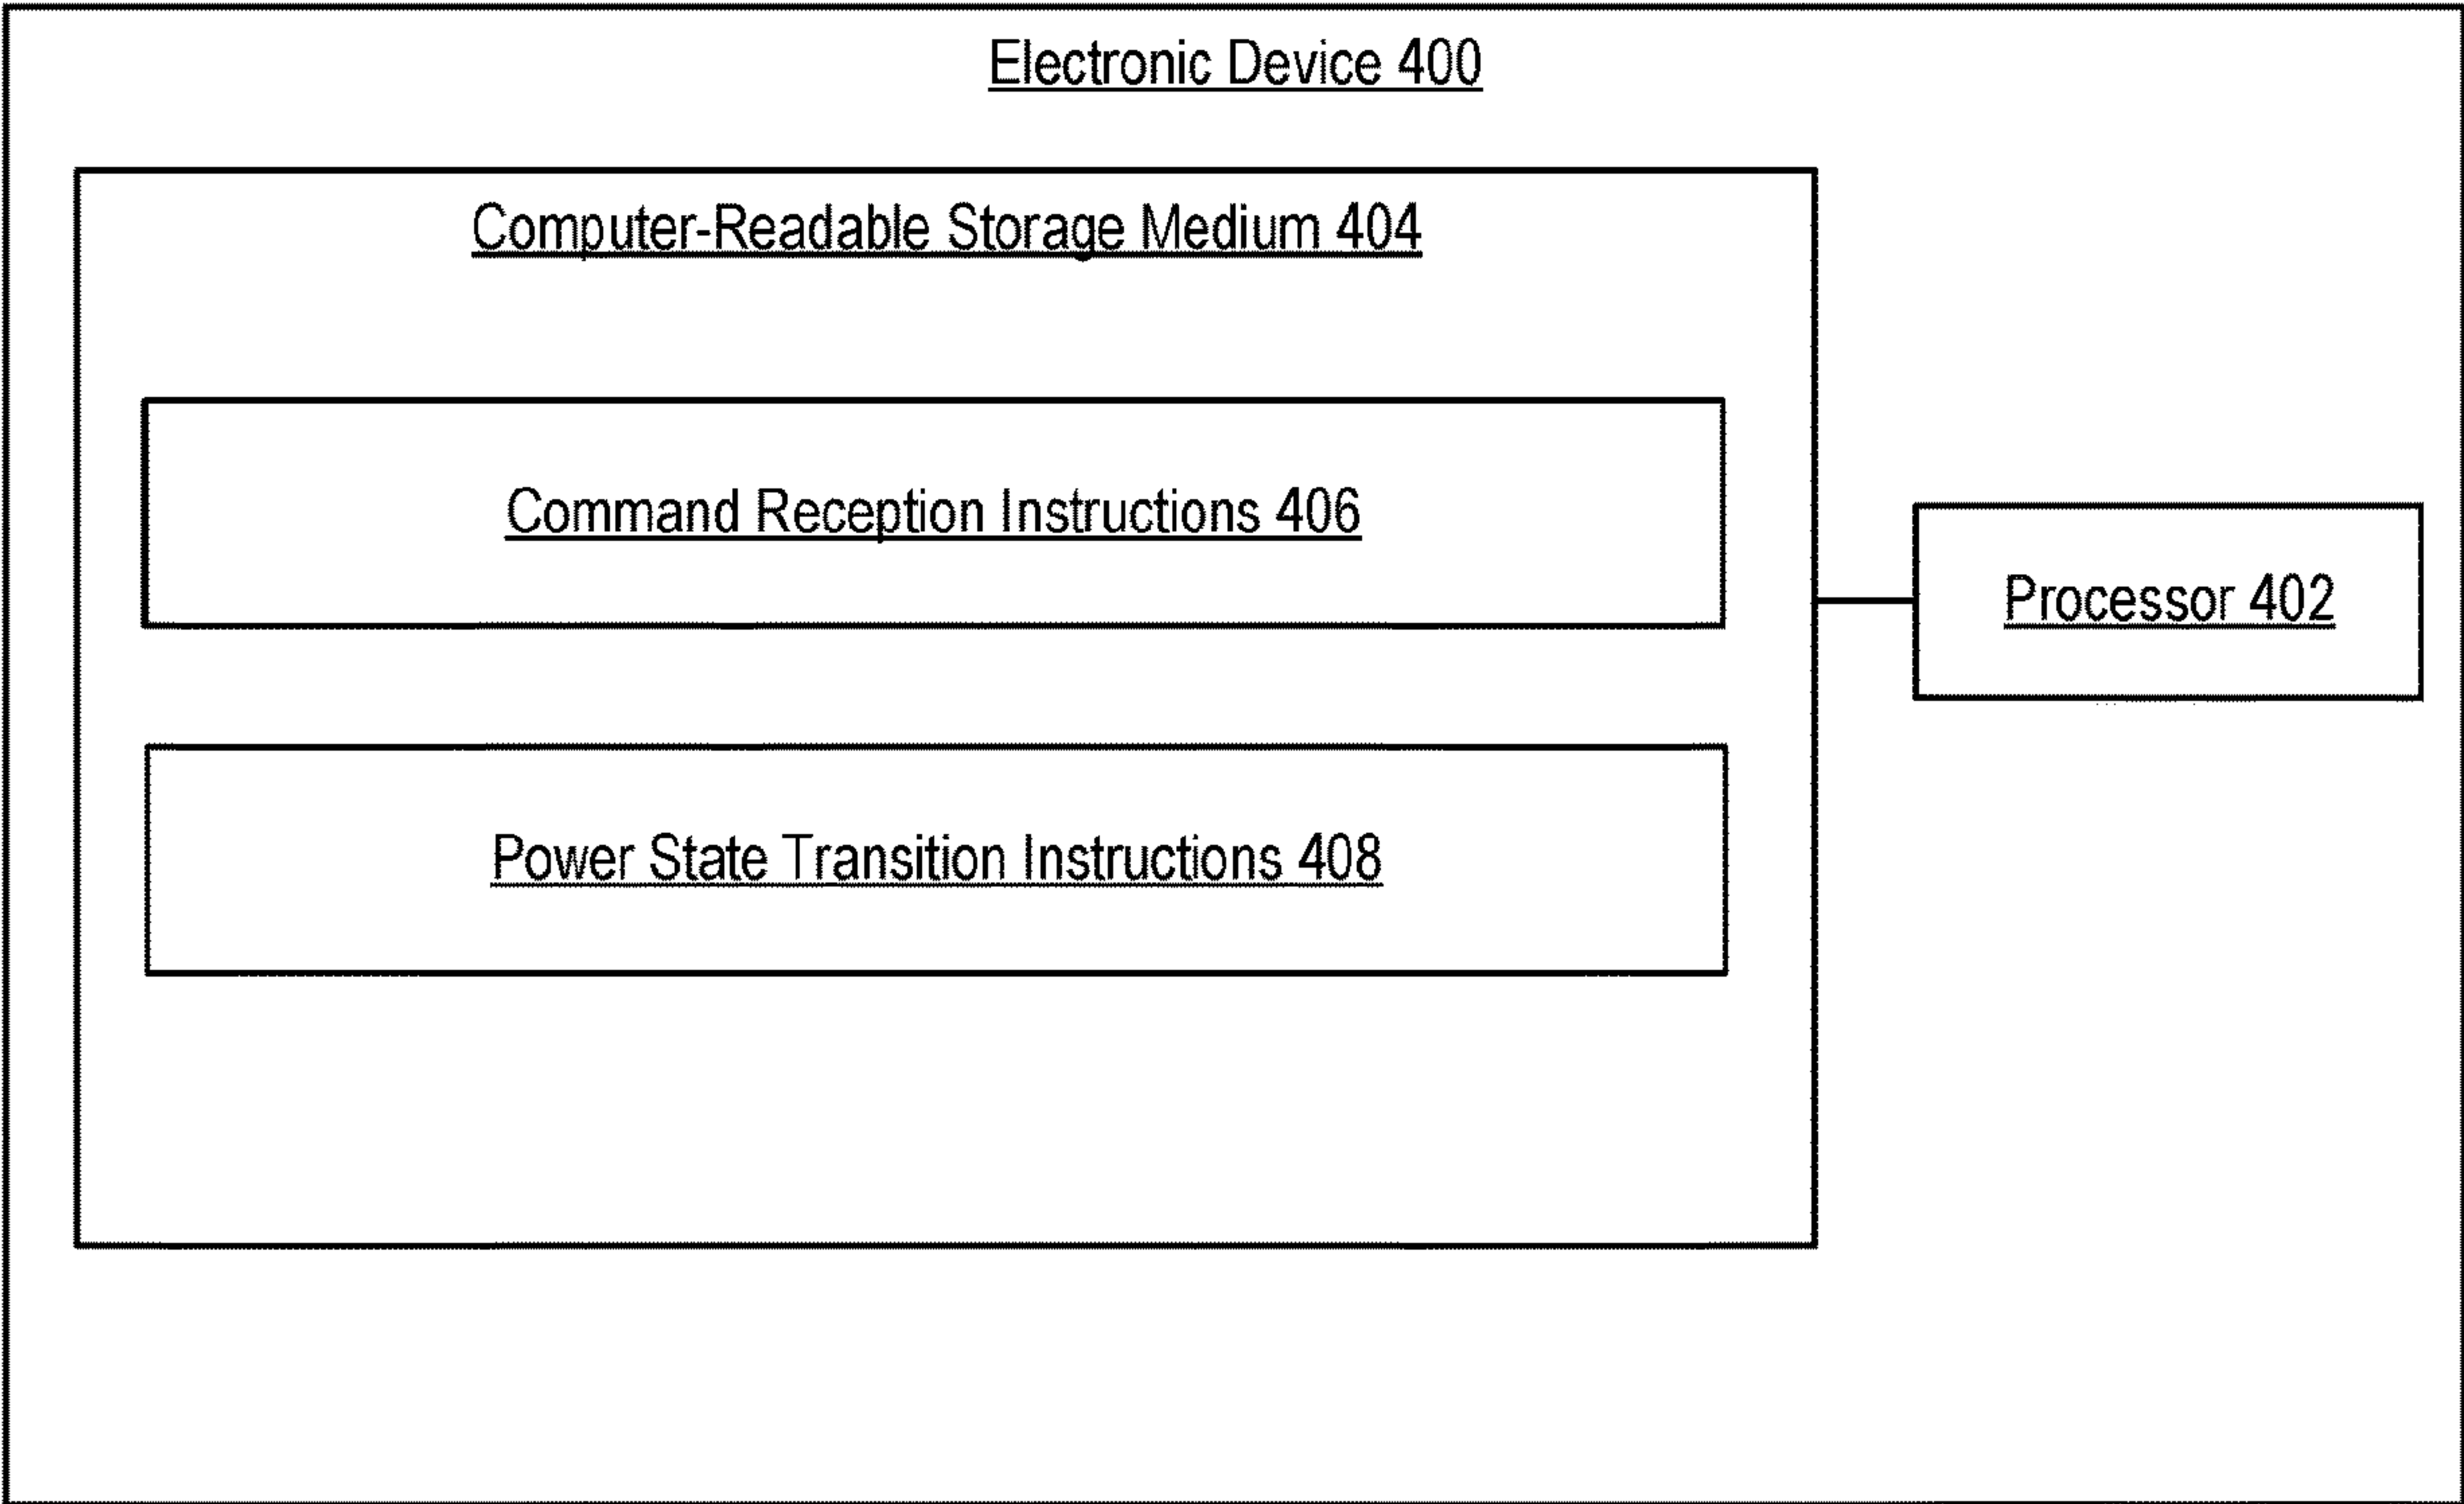 Electronic Device 400
Computer-Readable Storage Medium 404
Command Reception Instructions 406
Processor 402
Power State Transition Instructions 408